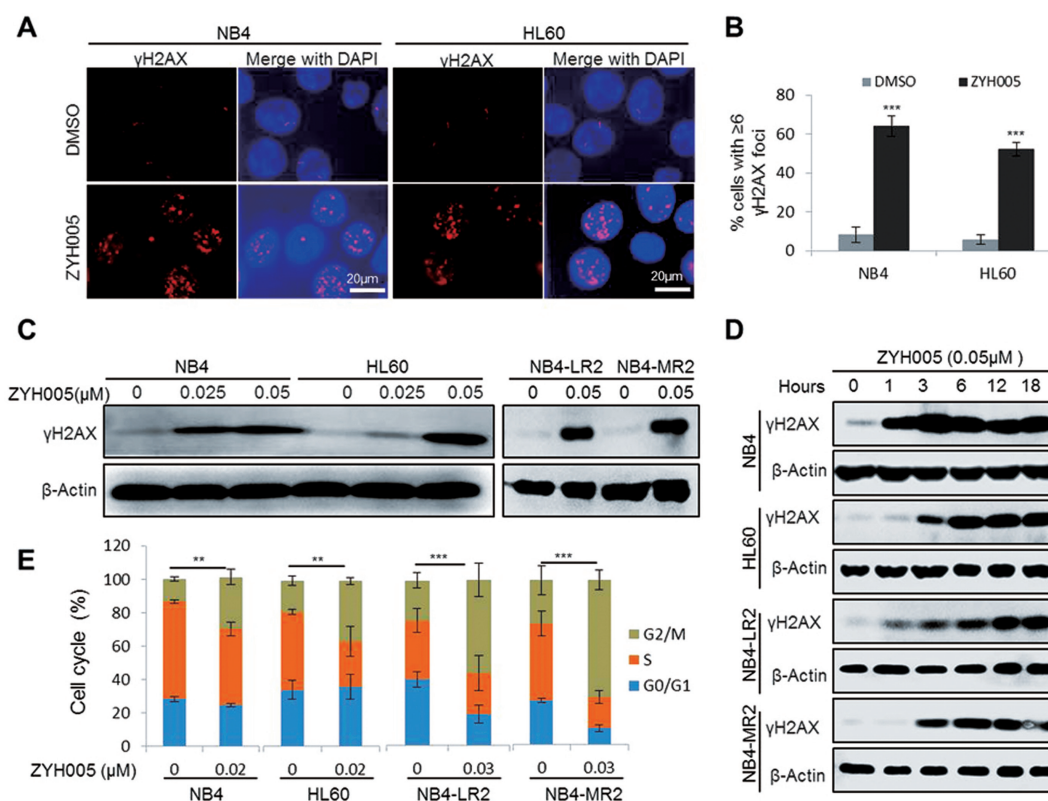 A
NB4 HL60
γH2AX Merge with DAPI γH2AX Merge with DAPI
DMSO
ZYH005
20μm 20μm
B
DMSO ZYH005
% cells with ≥6
γH2AX foci
80
60
40
20
0
*** ***
NB4 HL60
C
NB4 HL60 NB4-LR2 NB4-MR2
ZYH005(μM) 0 0.025 0.05 0 0.025 0.05 0 0.05 0 0.05
γH2AX
β-Actin
D
ZYH005 (0.05μM )
Hours 0 1 3 6 12 18
NB4
γH2AX
β-Actin
HL60
γH2AX
β-Actin
NB4-LR2
γH2AX
β-Actin
NB4-MR2
γH2AX
β-Actin
E
Cell cycle (%)
120
100
80
60
40
20
0
** ** *** ***
G2/M
S
G0/G1
ZYH005 (μM) 0 0.02 0 0.02 0 0.03 0 0.03
NB4 HL60 NB4-LR2 NB4-MR2